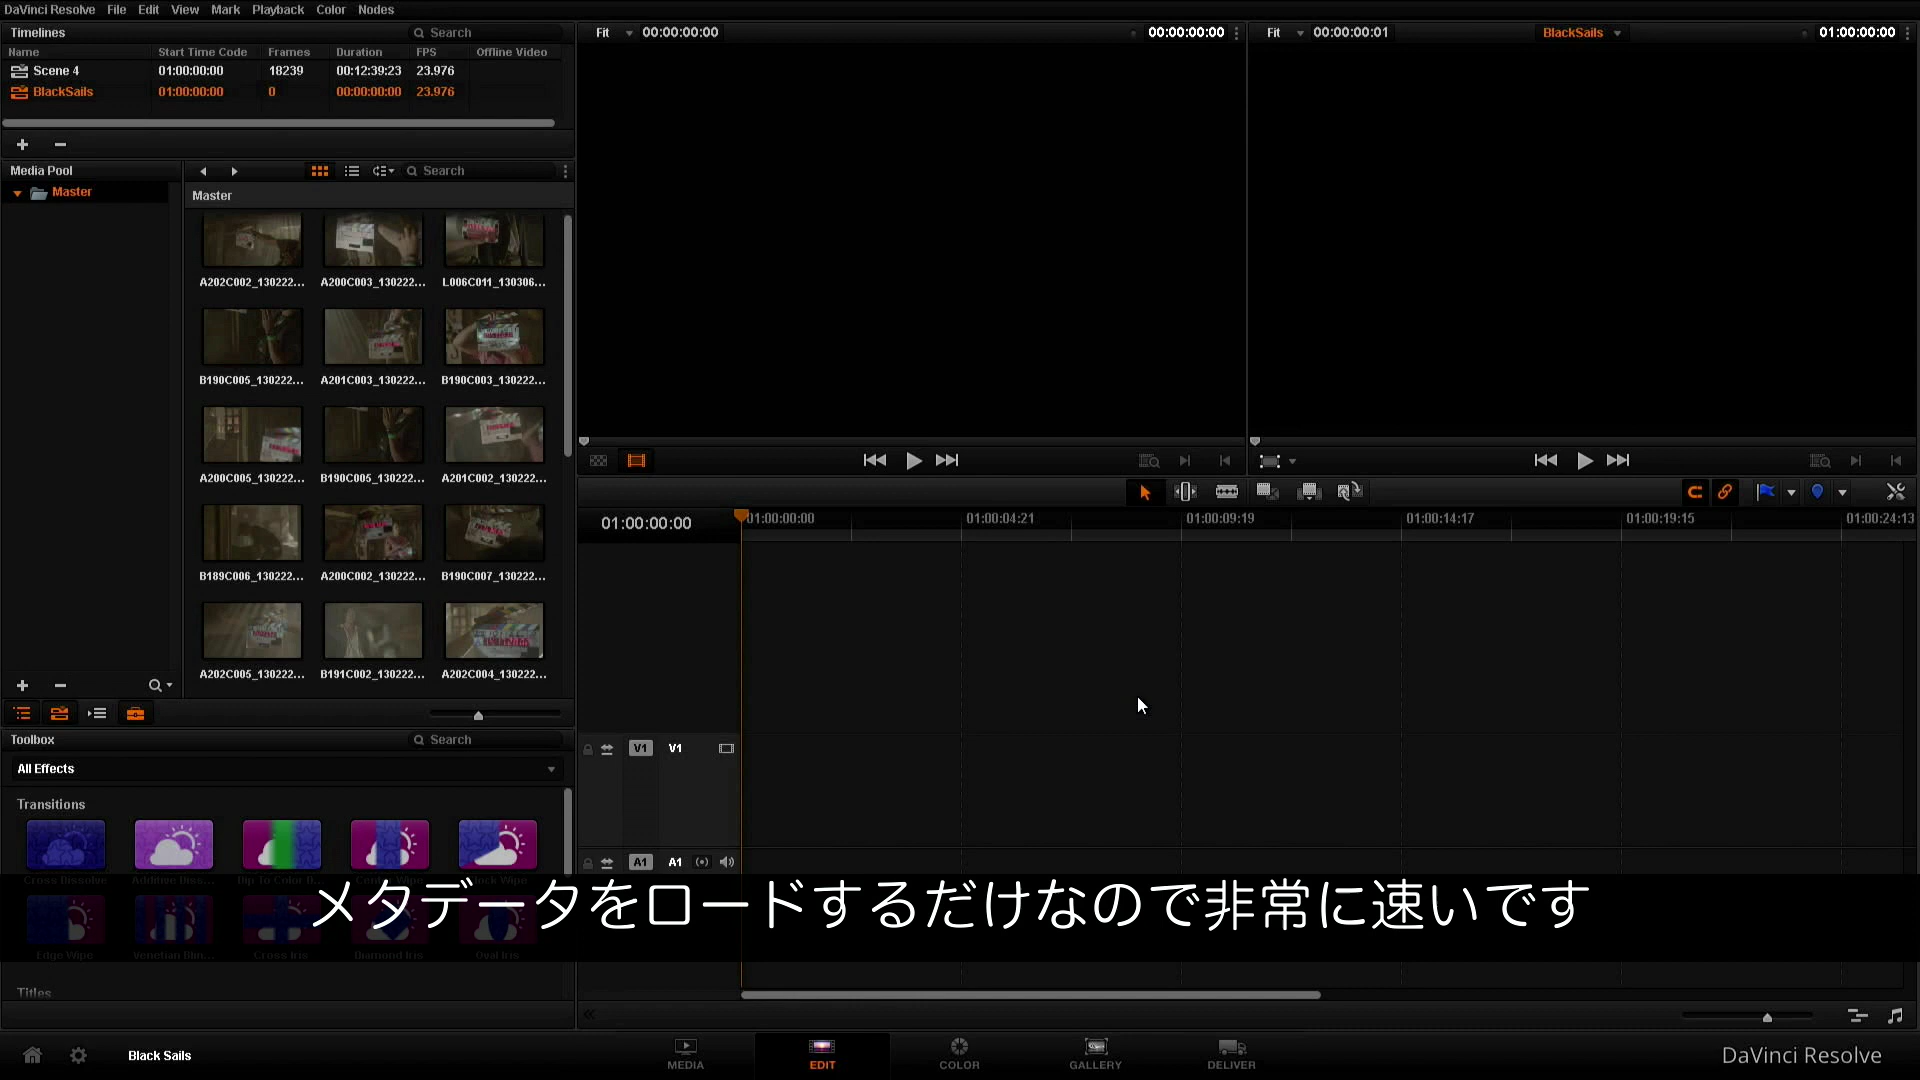 DaVinci Resolve File Edit View Mark Playback Color Nodes
Timelines Search
Name Start Time Code Frames Duration FPS Offline Video
Scene 4 01:00:00:00 18239 00:12:39:23 23.976
BlackSails 01:00:00:00 0 00:00:00:00 23.976
Fit 00:00:00:00 00:00:00:00
Fit 00:00:00:01 BlackSails 01:00:00:00
Media Pool Search
Master
Master
A202C002_130222... A200C003_130222... L006C011_130306...
B190C005_130222... A201C003_130222... B190C003_130222...
A200C005_130222... B190C005_130222... A201C002_130222...
B189C006_130222... A200C002_130222... B190C007_130222...
A202C005_130222... B191C002_130222... A202C004_130222...
01:00:00:00 01:00:00:00 01:00:04:21 01:00:09:19 01:00:14:17 01:00:19:15 01:00:24:13
V1 V1
A1 A1
Toolbox Search
All Effects
Transitions
Cross Dissolve Additive Diss... Dip To Color D... Center Wipe Clock Wipe
メタデータをロードするだけなので非常に速いです
Edge Wipe Venetian Blin... Cross Iris Diamond Iris Oval Iris
Titles
Black Sails
MEDIA EDIT COLOR GALLERY DELIVER
DaVinci Resolve